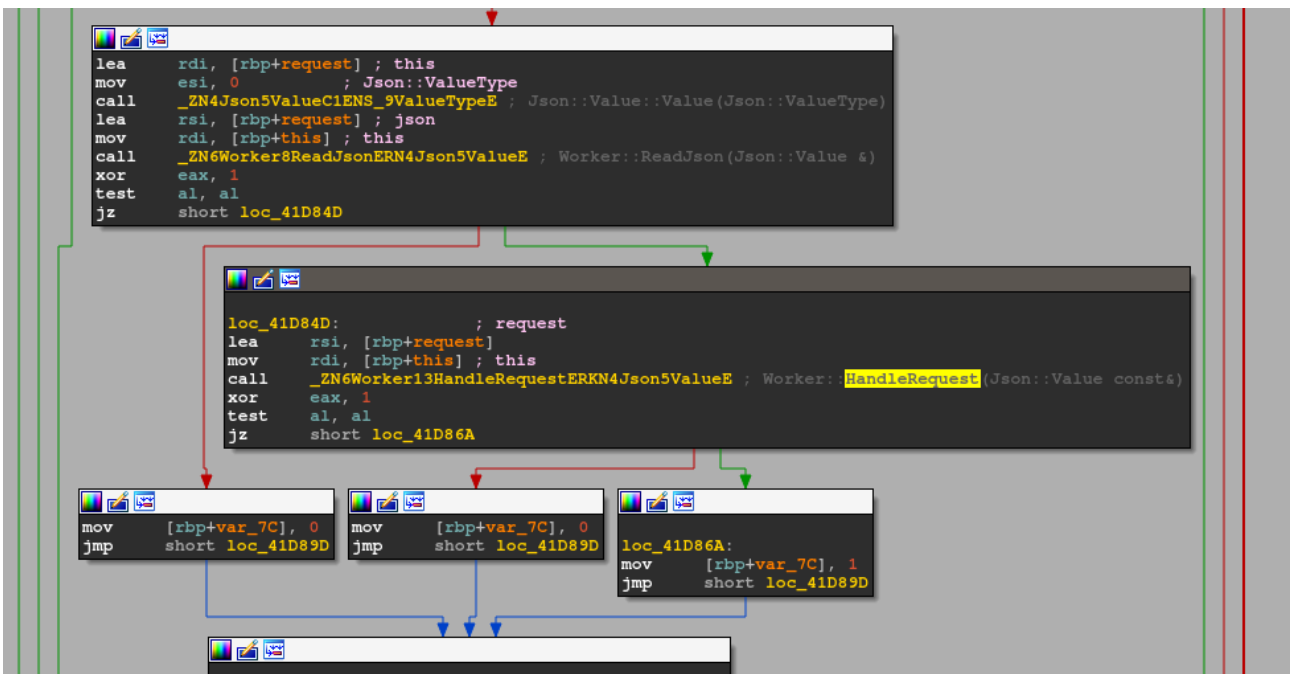 lea rdi, [rbp+request] ; this
mov esi, 0 ; Json::ValueType
call _ZN4Json5ValueC1ENS_9ValueTypeE ; Json::Value::Value(Json::ValueType)
lea rsi, [rbp+request] ; json
mov rdi, [rbp+this] ; this
call _ZN6Worker8ReadJsonERN4Json5ValueE ; Worker::ReadJson(Json::Value &)
xor eax, 1
test al, al
jz short loc_41D84D
loc_41D84D: ; request
lea rsi, [rbp+request]
mov rdi, [rbp+this] ; this
call _ZN6Worker13HandleRequestERKN4Json5ValueE ; Worker::HandleRequest(Json::Value const&)
xor eax, 1
test al, al
jz short loc_41D86A
mov [rbp+var_7C], 0
jmp short loc_41D89D
mov [rbp+var_7C], 0
jmp short loc_41D89D
loc_41D86A:
mov [rbp+var_7C], 1
jmp short loc_41D89D